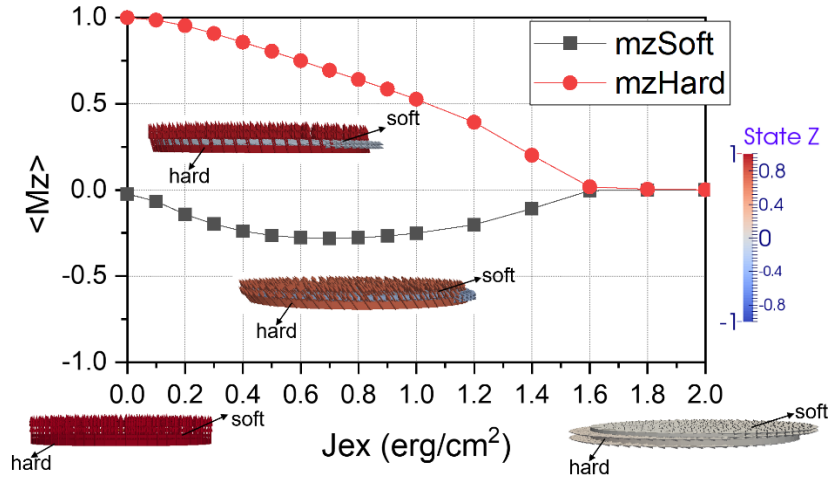 1.0
0.5
0.0
-0.5
-1.0
<Mz>
mzSoft
mzHard
soft
hard
soft
hard
State Z
1
0.8
0.4
0
-0.4
-0.8
-1
0.0 0.2 0.4 0.6 0.8 1.0 1.2 1.4 1.6 1.8 2.0
Jex (erg/cm²)
soft
hard
soft
hard